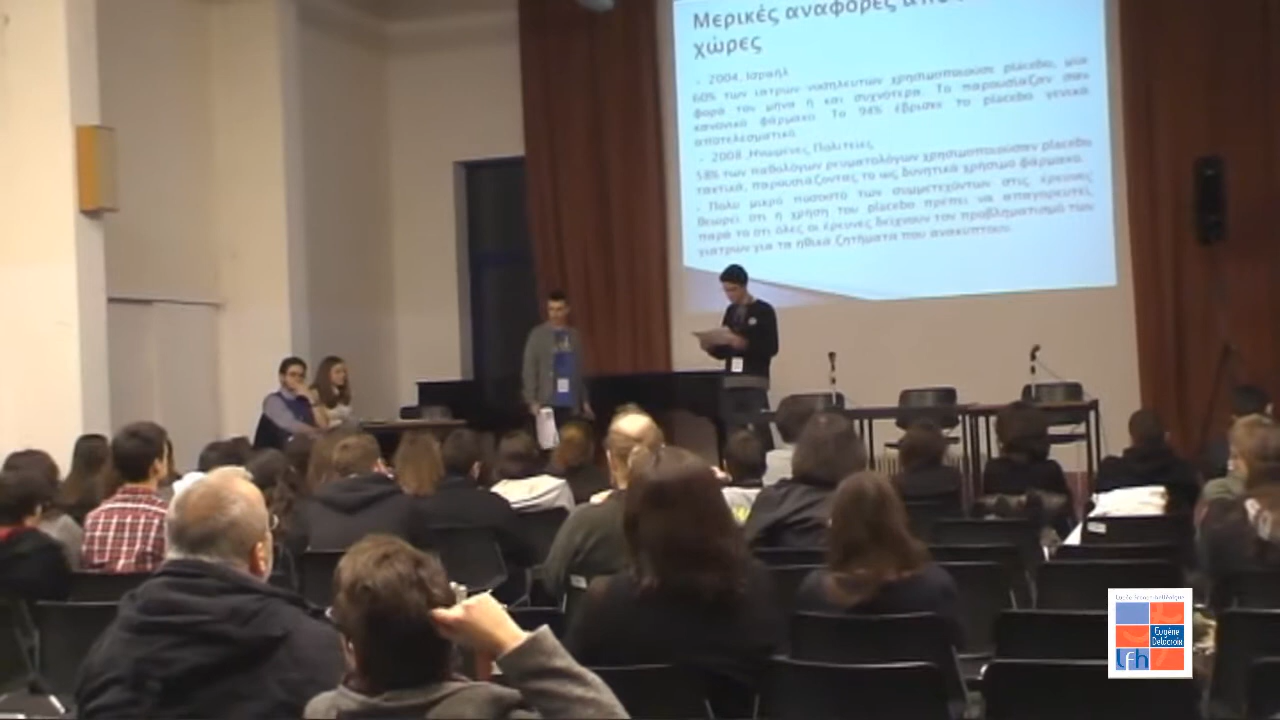 Μερικές αναφορές από
χώρες
- 2004, Ισραήλ
60% των ιατρών νοσηλευτών χρησιμοποιούσε placebo, μια
φορά τον μήνα ή και συχνότερα. Το παρουσίαζαν σαν
κανονικό φάρμακο. Το 94% έβρισκε το placebo γενικά
αποτελεσματικό.
- 2008, Ηνωμένες Πολιτείες
58% των παθολόγων ρευματολόγων χρησιμοποιούσαν placebo
τακτικά, παρουσιάζοντας το ως δυνητικά χρήσιμο φάρμακο.
- Πολύ μικρό ποσοστό των συμμετεχόντων στις έρευνες
θεωρεί ότι η χρήση του placebo πρέπει να απαγορευτεί,
παρά το ότι όλες οι έρευνες δείχνουν τον προβληματισμό των
γιατρών για τα ηθικά ζητήματα που ανακύπτουν.
Eugène
Delacroix
lfh